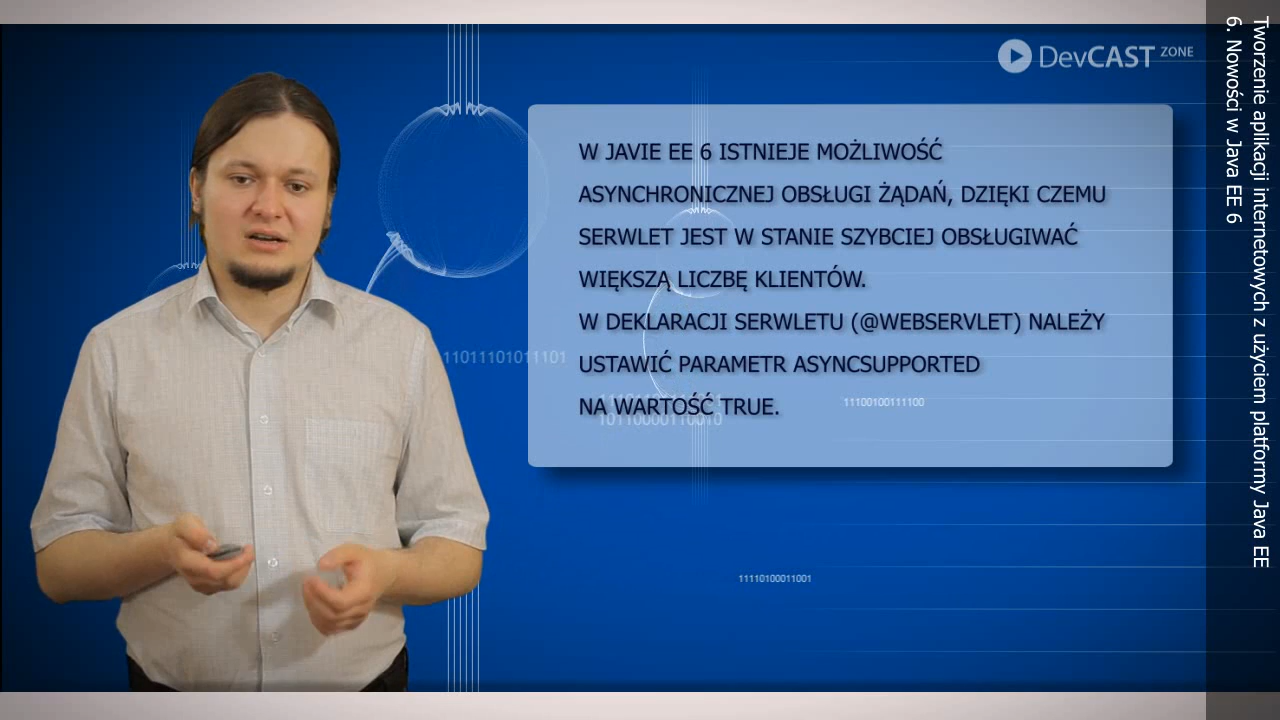 DevCAST ZONE
W JAVIE EE 6 ISTNIEJE MOŻLIWOŚĆ
ASYNCHRONICZNEJ OBSŁUGI ŻĄDAŃ, DZIĘKI CZEMU
SERWLET JEST W STANIE SZYBCIEJ OBSŁUGIWAĆ
WIĘKSZĄ LICZBĘ KLIENTÓW.
W DEKLARACJI SERWLETU (@WEBSERVLET) NALEŻY
USTAWIĆ PARAMETR ASYNCSUPPORTED
NA WARTOŚĆ TRUE.
11100100111100
10110000110010
11110100011001
Tworzenie aplikacji internetowych z użyciem platformy Java EE
6. Nowości w Java EE 6